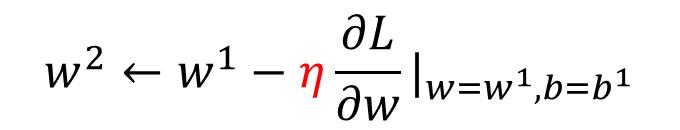 w² ← w¹ − η ∂L/∂w |w=w¹,b=b¹